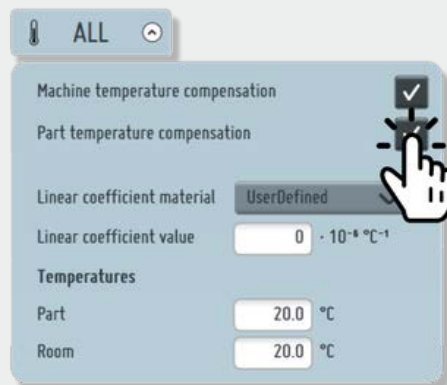 ALL
Machine temperature compensation
Part temperature compensation
Linear coefficient material UserDefined
Linear coefficient value 0 · 10⁻⁶ °C⁻¹
Temperatures
Part 20.0 °C
Room 20.0 °C